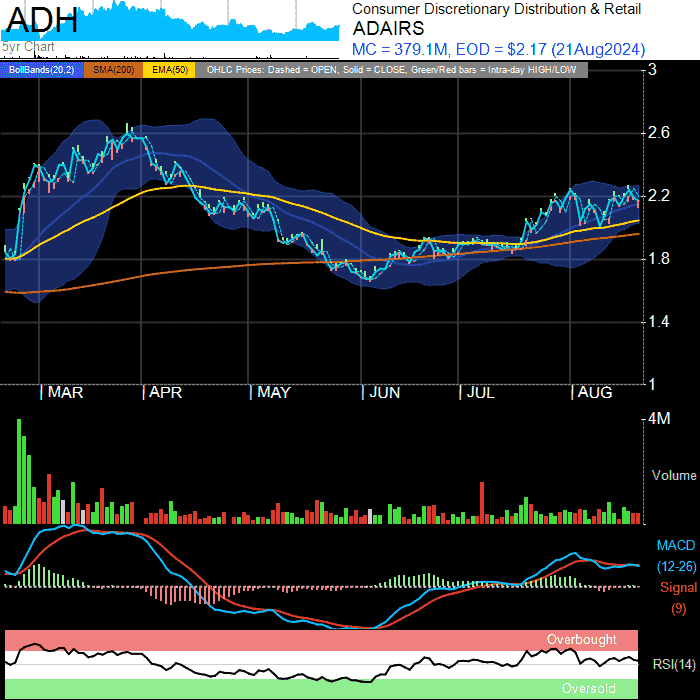 ADH
5yr Chart
Consumer Discretionary Distribution & Retail
ADAIRS
MC = 379.1M, EOD = $2.17 (21Aug2024)
BollBands(20,2) SMA(200) EMA(50) OHLC Prices: Dashed = OPEN, Solid = CLOSE, Green/Red bars = Intra-day HIGH/LOW
3
2.6
2.2
1.8
1.4
1
MAR APR MAY JUN JUL AUG
4M
Volume
MACD
(12-26)
Signal
(9)
Overbought
RSI(14)
Oversold